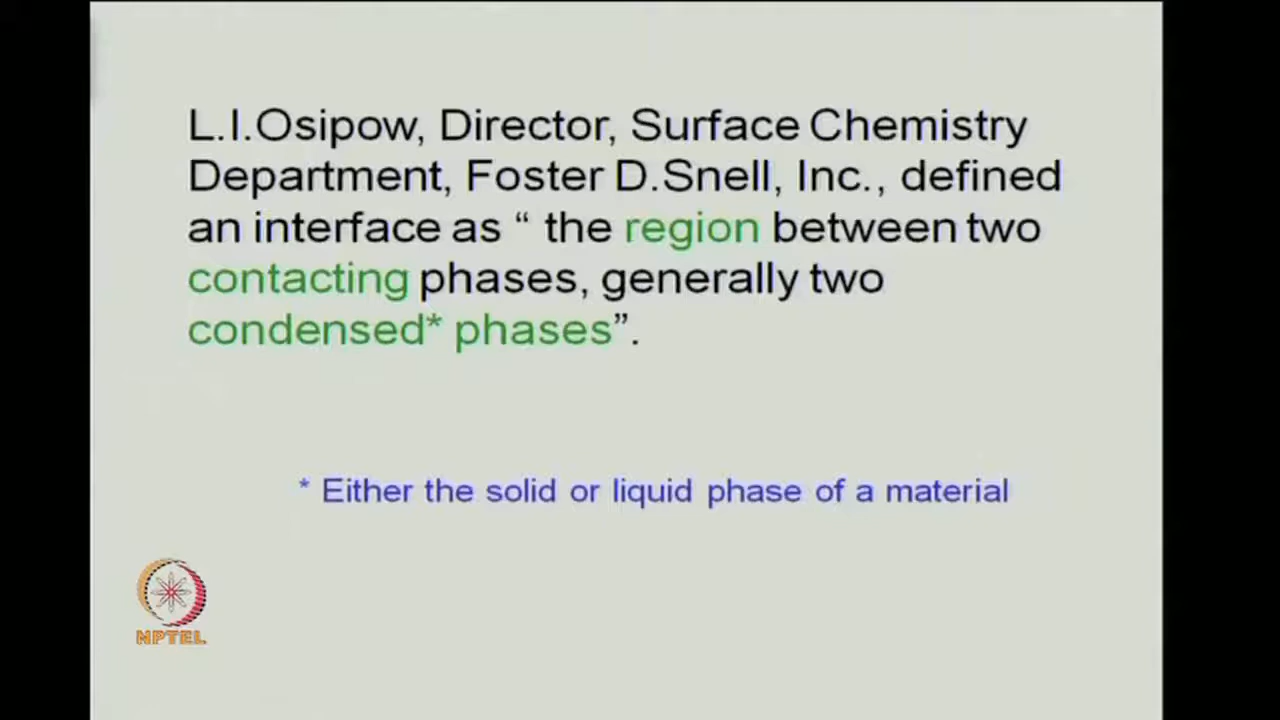 L.I.Osipow, Director, Surface Chemistry
Department, Foster D.Snell, Inc., defined
an interface as “ the region between two
contacting phases, generally two
condensed* phases”.
* Either the solid or liquid phase of a material
NPTEL